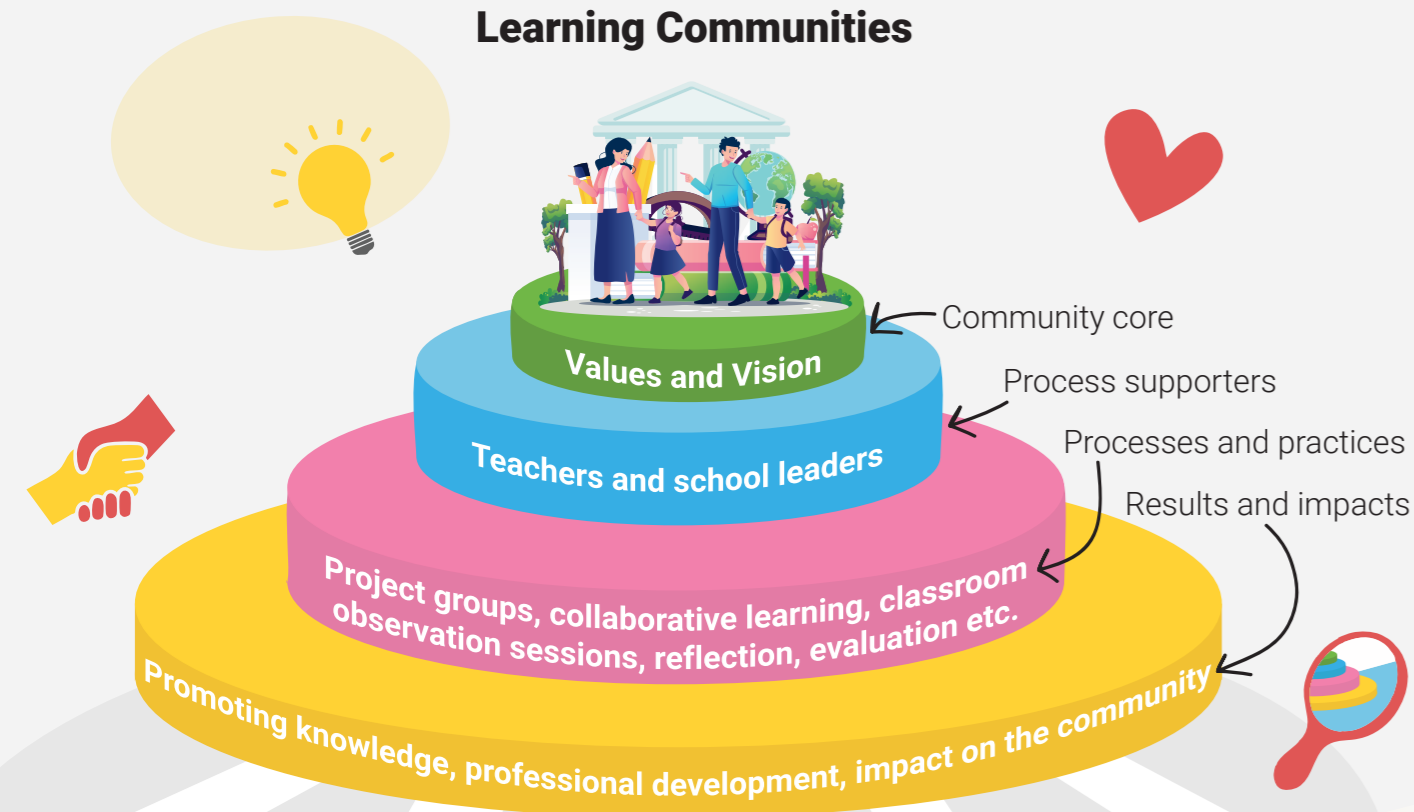 Learning Communities
Community core
Values and Vision
Process supporters
Teachers and school leaders
Processes and practices
Results and impacts
Project groups, collaborative learning, classroom
observation sessions, reflection, evaluation etc.
Promoting knowledge, professional development, impact on the community